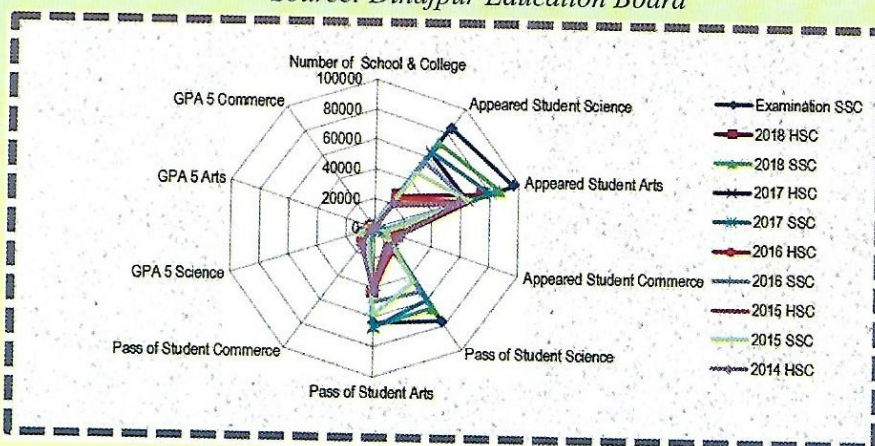 Source: Dinajpur Education Board
Number of School & College
100000
80000
60000
40000
20000
0
Appeared Student Science
Appeared Student Arts
Appeared Student Commerce
Pass of Student Science
Pass of Student Arts
Pass of Student Commerce
GPA 5 Science
GPA 5 Arts
GPA 5 Commerce
Examination SSC
2018 HSC
2018 SSC
2017 HSC
2017 SSC
2016 HSC
2016 SSC
2015 HSC
2015 SSC
2014 HSC